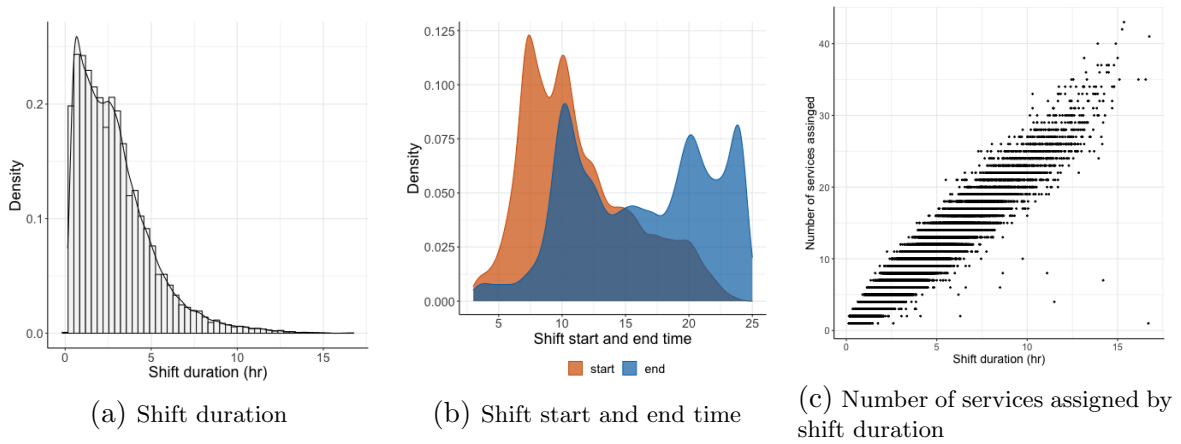 0.2
0.1
0.0
Density
0
5
10
15
Shift duration (hr)
(a) Shift duration
0.125
0.100
0.075
0.050
0.025
0.000
Density
5
10
15
20
25
Shift start and end time
start
end
(b) Shift start and end time
40
30
20
10
0
Number of services assinged
0
5
10
15
Shift duration (hr)
(c) Number of services assigned by
shift duration